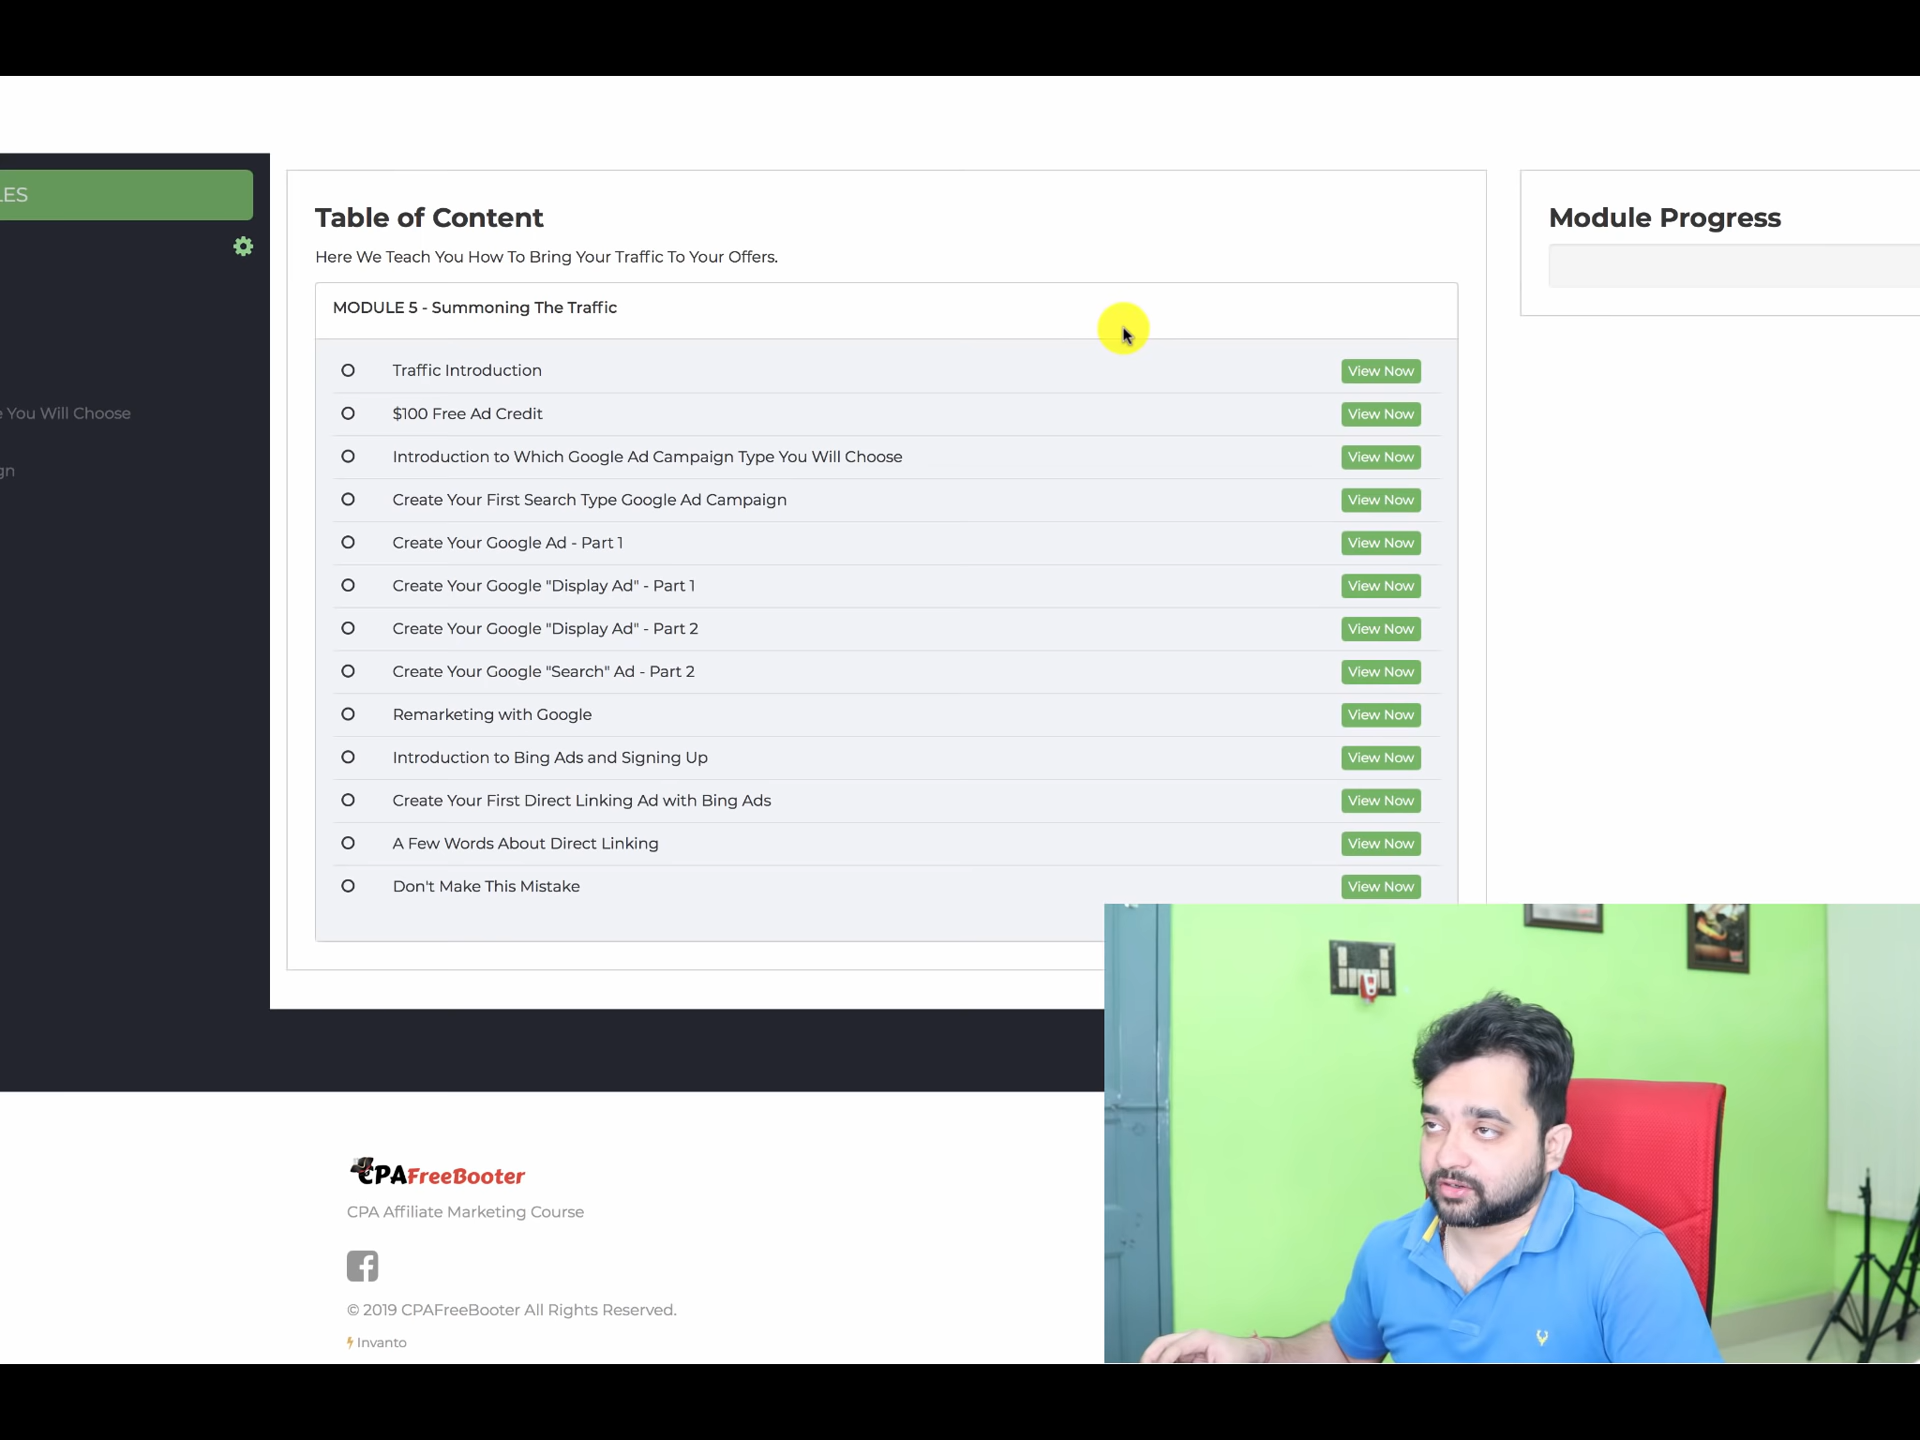 LES
e You Will Choose
gn
Table of Content
Here We Teach You How To Bring Your Traffic To Your Offers.
MODULE 5 - Summoning The Traffic
Traffic Introduction View Now
$100 Free Ad Credit View Now
Introduction to Which Google Ad Campaign Type You Will Choose View Now
Create Your First Search Type Google Ad Campaign View Now
Create Your Google Ad - Part 1 View Now
Create Your Google "Display Ad" - Part 1 View Now
Create Your Google "Display Ad" - Part 2 View Now
Create Your Google "Search" Ad - Part 2 View Now
Remarketing with Google View Now
Introduction to Bing Ads and Signing Up View Now
Create Your First Direct Linking Ad with Bing Ads View Now
A Few Words About Direct Linking View Now
Don't Make This Mistake View Now
Module Progress
CPAFreeBooter
CPA Affiliate Marketing Course
© 2019 CPAFreeBooter All Rights Reserved.
Invanto